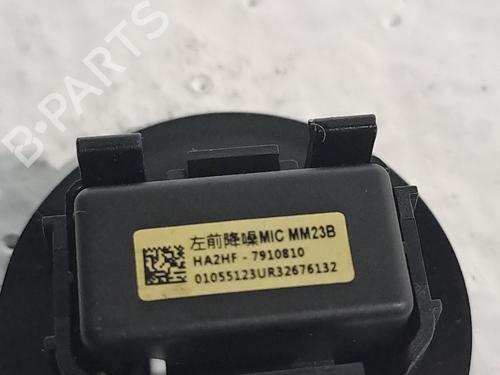 B-PARTS
左前降噪MIC MM23B
HA2HF - 7910810
01055123UR32676132